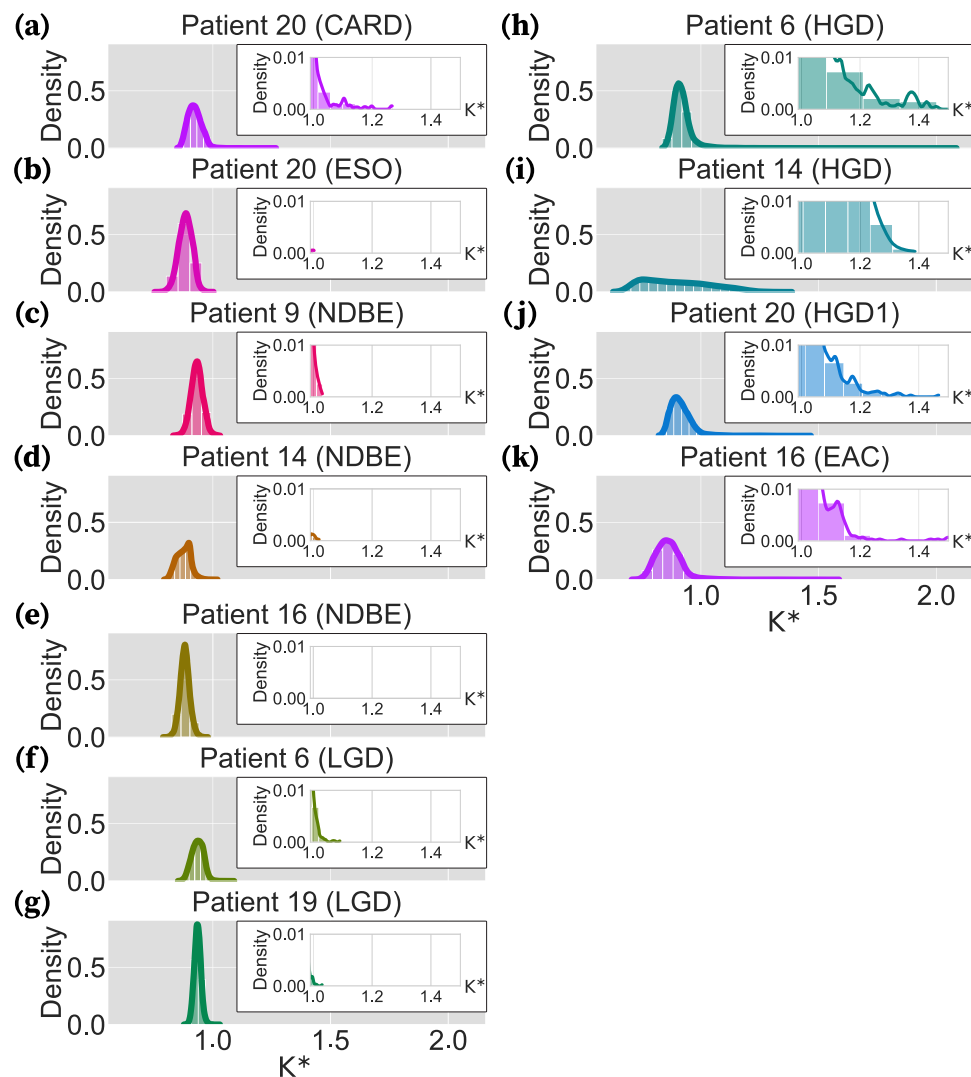 (a) Patient 20 (CARD)
Density
0.5
0.0
Density
0.01
0.00
1.0 1.2 1.4 K*
(b) Patient 20 (ESO)
Density
0.5
0.0
Density
0.01
0.00
1.0 1.2 1.4 K*
(c) Patient 9 (NDBE)
Density
0.5
0.0
Density
0.01
0.00
1.0 1.2 1.4 K*
(d) Patient 14 (NDBE)
Density
0.5
0.0
Density
0.01
0.00
1.0 1.2 1.4 K*
(e) Patient 16 (NDBE)
Density
0.5
0.0
Density
0.01
0.00
1.0 1.2 1.4 K*
(f) Patient 6 (LGD)
Density
0.5
0.0
Density
0.01
0.00
1.0 1.2 1.4 K*
(g) Patient 19 (LGD)
Density
0.5
0.0
Density
0.01
0.00
1.0 1.2 1.4 K*
1.0 1.5 2.0
K*
(h) Patient 6 (HGD)
Density
0.5
0.0
Density
0.01
0.00
1.0 1.2 1.4 K*
(i) Patient 14 (HGD)
Density
0.5
0.0
Density
0.01
0.00
1.0 1.2 1.4 K*
(j) Patient 20 (HGD1)
Density
0.5
0.0
Density
0.01
0.00
1.0 1.2 1.4 K*
(k) Patient 16 (EAC)
Density
0.5
0.0
Density
0.01
0.00
1.0 1.2 1.4 K*
1.0 1.5 2.0
K*